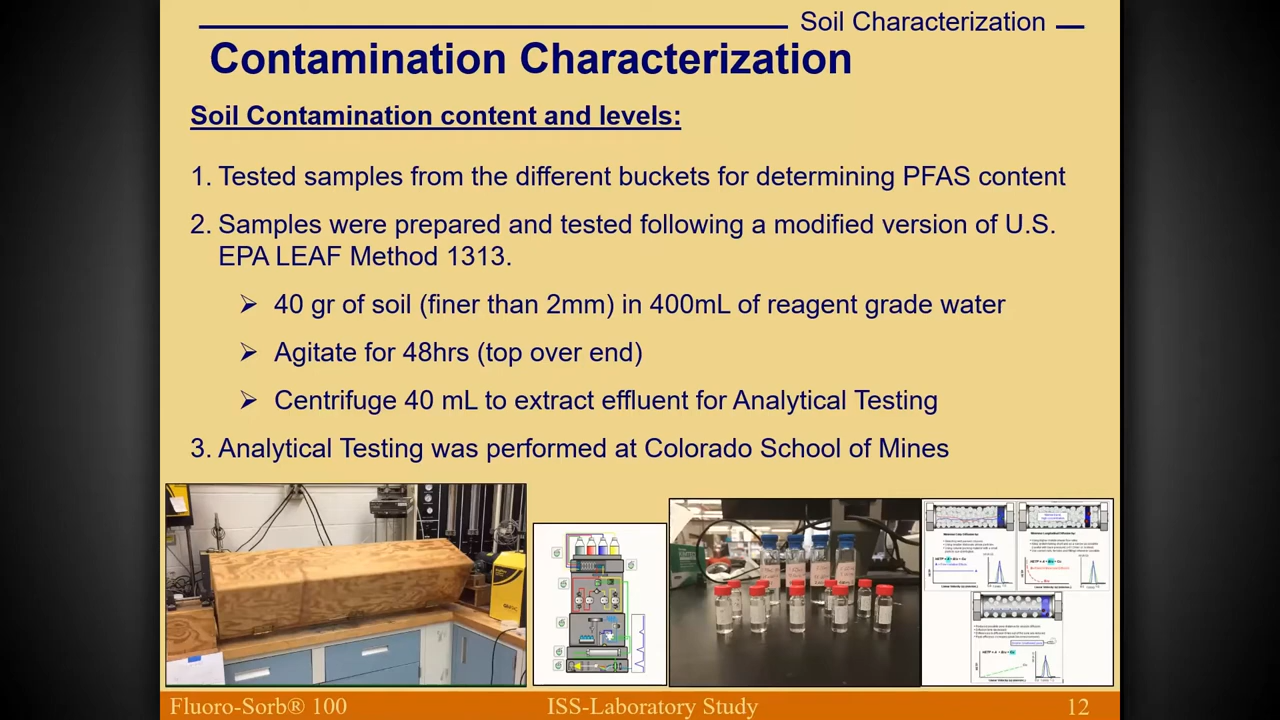 Soil Characterization
Contamination Characterization
Soil Contamination content and levels:
1. Tested samples from the different buckets for determining PFAS content
2. Samples were prepared and tested following a modified version of U.S.
EPA LEAF Method 1313.
➢ 40 gr of soil (finer than 2mm) in 400mL of reagent grade water
➢ Agitate for 48hrs (top over end)
➢ Centrifuge 40 mL to extract effluent for Analytical Testing
3. Analytical Testing was performed at Colorado School of Mines
Fluoro-Sorb® 100
ISS-Laboratory Study
12